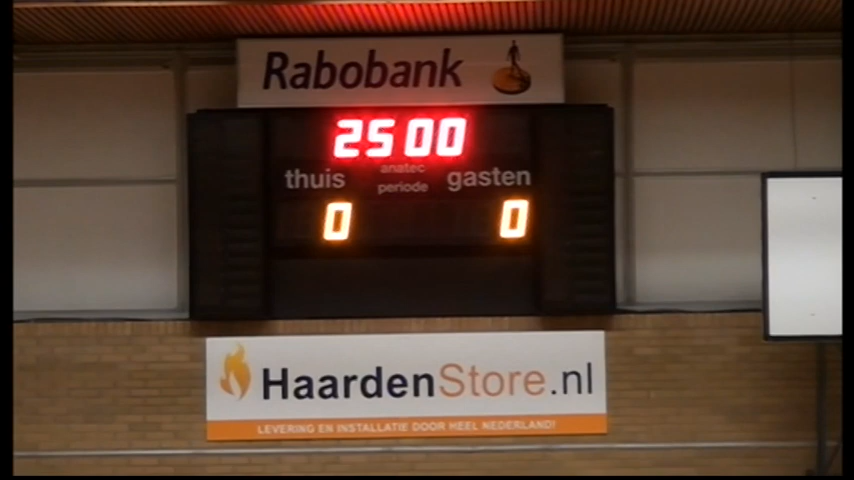 Rabobank
25 00
anatec
thuis periode gasten
0 0
HaardenStore.nl
LEVERING EN INSTALLATIE DOOR HEEL NEDERLAND!